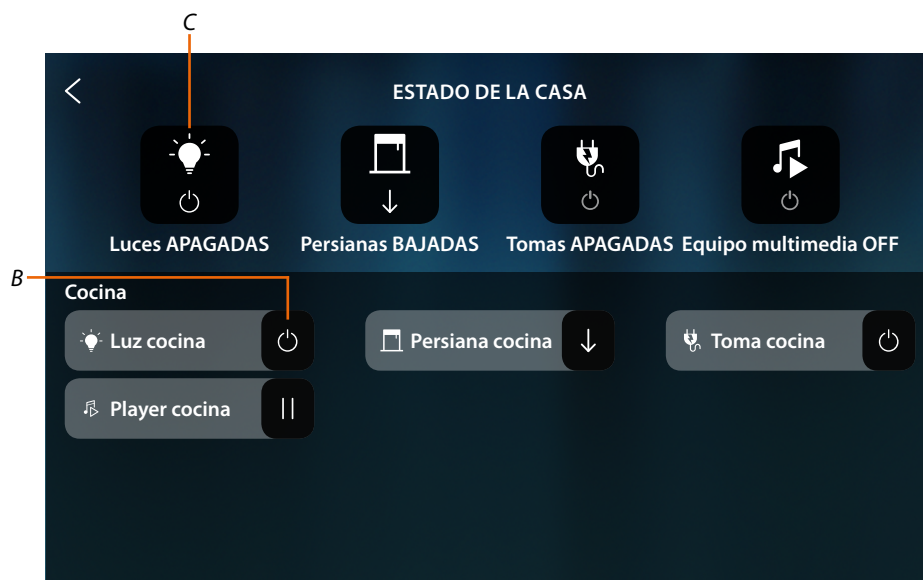 C
ESTADO DE LA CASA
Luces APAGADAS Persianas BAJADAS Tomas APAGADAS Equipo multimedia OFF
B
Cocina
Luz cocina Persiana cocina Toma cocina
Player cocina